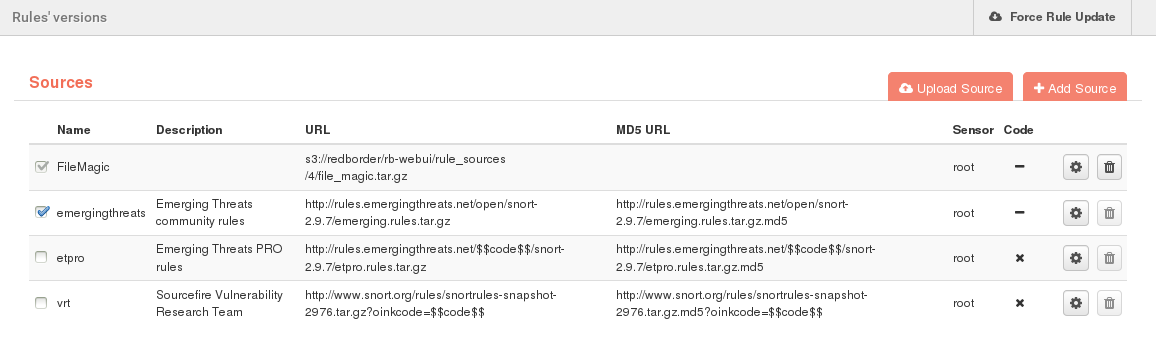 Rules' versions
Force Rule Update
Sources
Upload Source
Add Source
Name Description URL MD5 URL Sensor Code
FileMagic s3://redborder/rb-webui/rule_sources root
/4/file_magic.tar.gz
emergingthreats Emerging Threats http://rules.emergingthreats.net/open/snort- http://rules.emergingthreats.net/open/snort- root
community rules 2.9.7/emerging.rules.tar.gz 2.9.7/emerging.rules.tar.gz.md5
etpro Emerging Threats PRO http://rules.emergingthreats.net/$$code$$/snort- http://rules.emergingthreats.net/$$code$$/snort- root
rules 2.9.7/etpro.rules.tar.gz 2.9.7/etpro.rules.tar.gz.md5
vrt Sourcefire Vulnerability http://www.snort.org/rules/snortrules-snapshot- http://www.snort.org/rules/snortrules-snapshot- root
Research Team 2976.tar.gz?oinkcode=$$code$$ 2976.tar.gz.md5?oinkcode=$$code$$